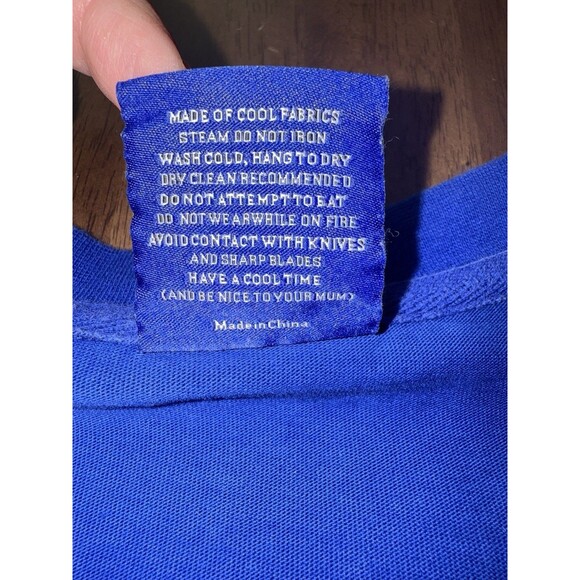 MADE OF COOL FABRICS
STEAM DO NOT IRON
WASH COLD, HANG TO DRY
DRY CLEAN RECOMMENDED
DO NOT ATTEMPT TO EAT
DO NOT WEAR WHILE ON FIRE
AVOID CONTACT WITH KNIVES
AND SHARP BLADES
HAVE A COOL TIME
(AND BE NICE TO YOUR MUM)
Made in China